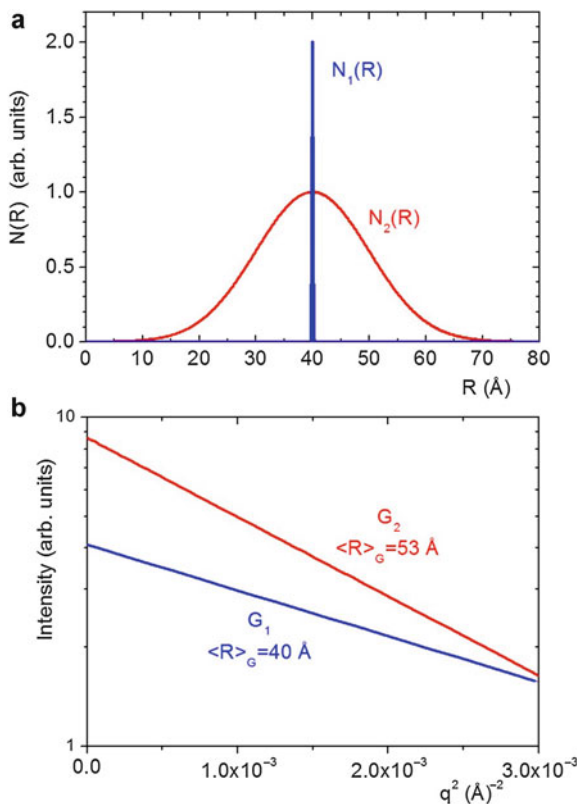 a
N(R) (arb. units)
2.0
1.5
1.0
0.5
0.0
N₁(R)
N₂(R)
0 10 20 30 40 50 60 70 80
R (Å)
b
Intensity (arb. units)
10
1
G₂
<R>_G=53 Å
G₁
<R>_G=40 Å
0.0 1.0x10⁻³ 2.0x10⁻³ 3.0x10⁻³
q² (Å)⁻²